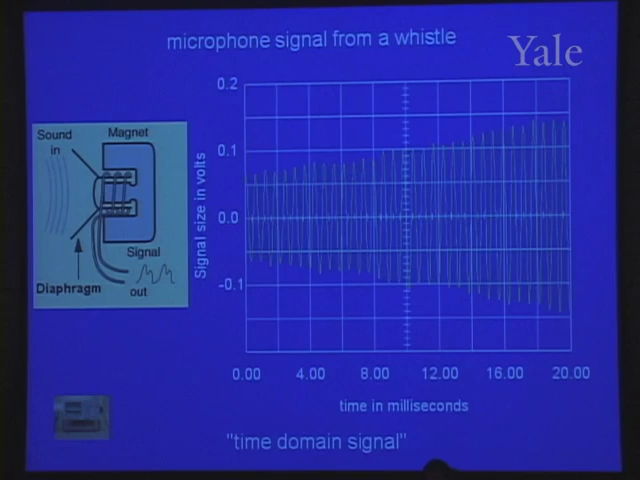 microphone signal from a whistle
Yale
Sound
in
Magnet
Signal
out
Diaphragm
Signal size in volts
0.2
0.1
0.0
-0.1
0.00 4.00 8.00 12.00 16.00 20.00
time in milliseconds
"time domain signal"